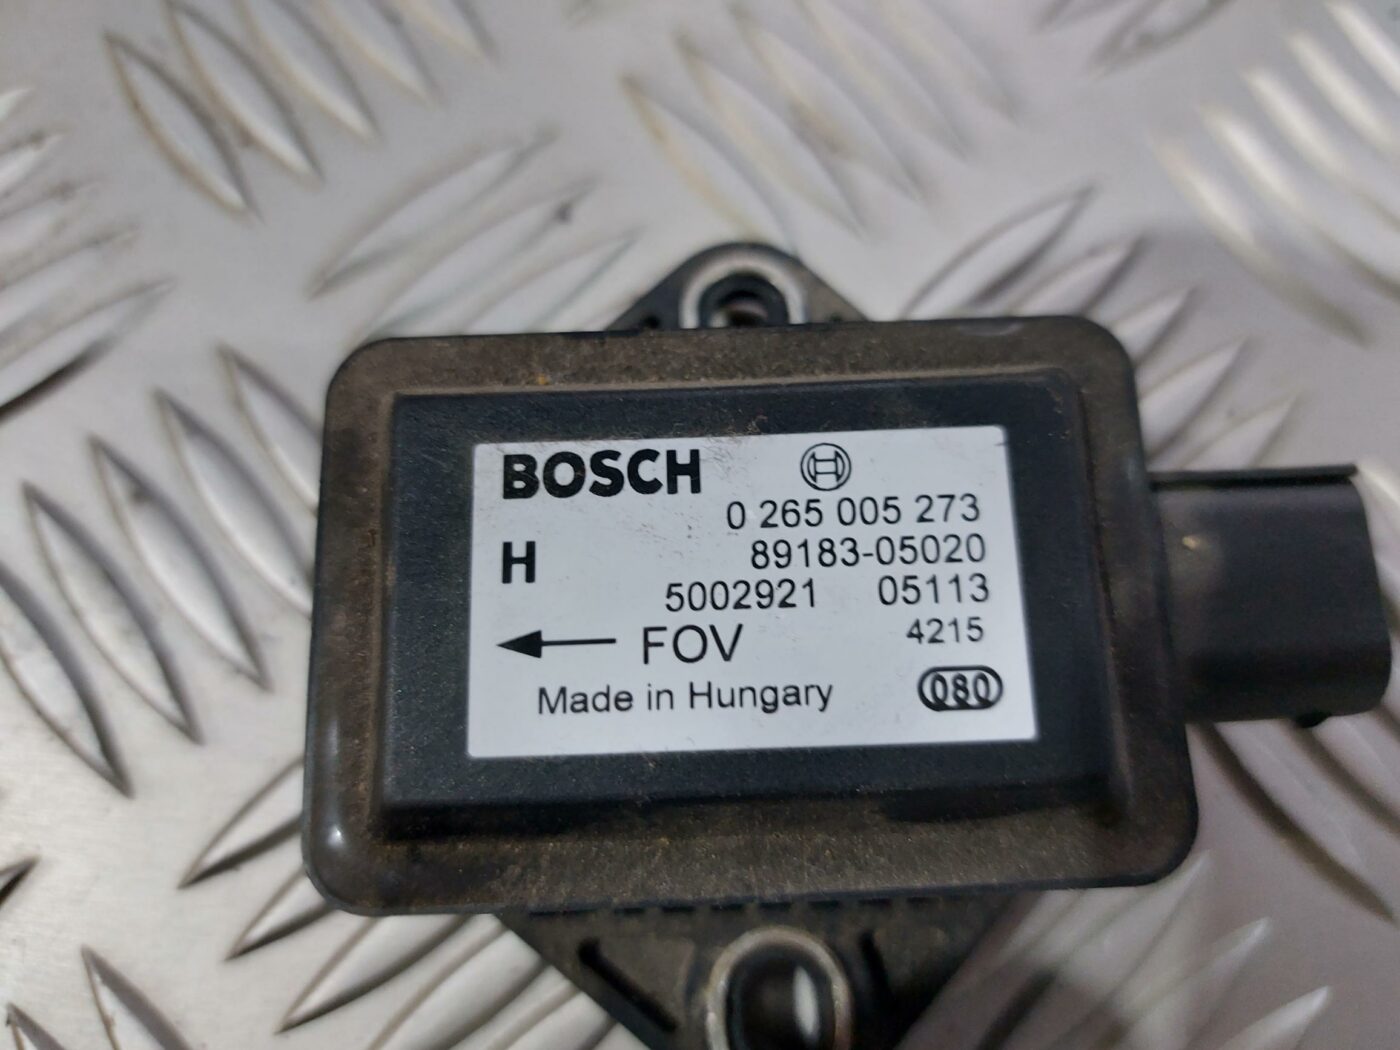 BOSCH
0 265 005 273
H 89183-05020
5002921 05113
FOV 4215
Made in Hungary 080